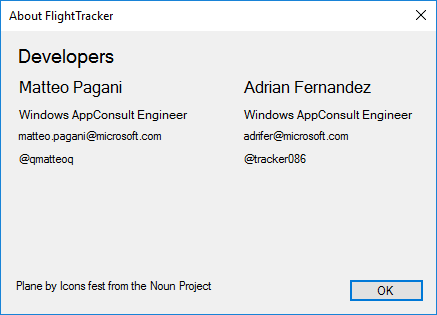 About FlightTracker
Developers
Matteo Pagani
Windows AppConsult Engineer
matteo.pagani@microsoft.com
@qmatteoq
Adrian Fernandez
Windows AppConsult Engineer
adrifer@microsoft.com
@tracker086
Plane by Icons fest from the Noun Project
OK